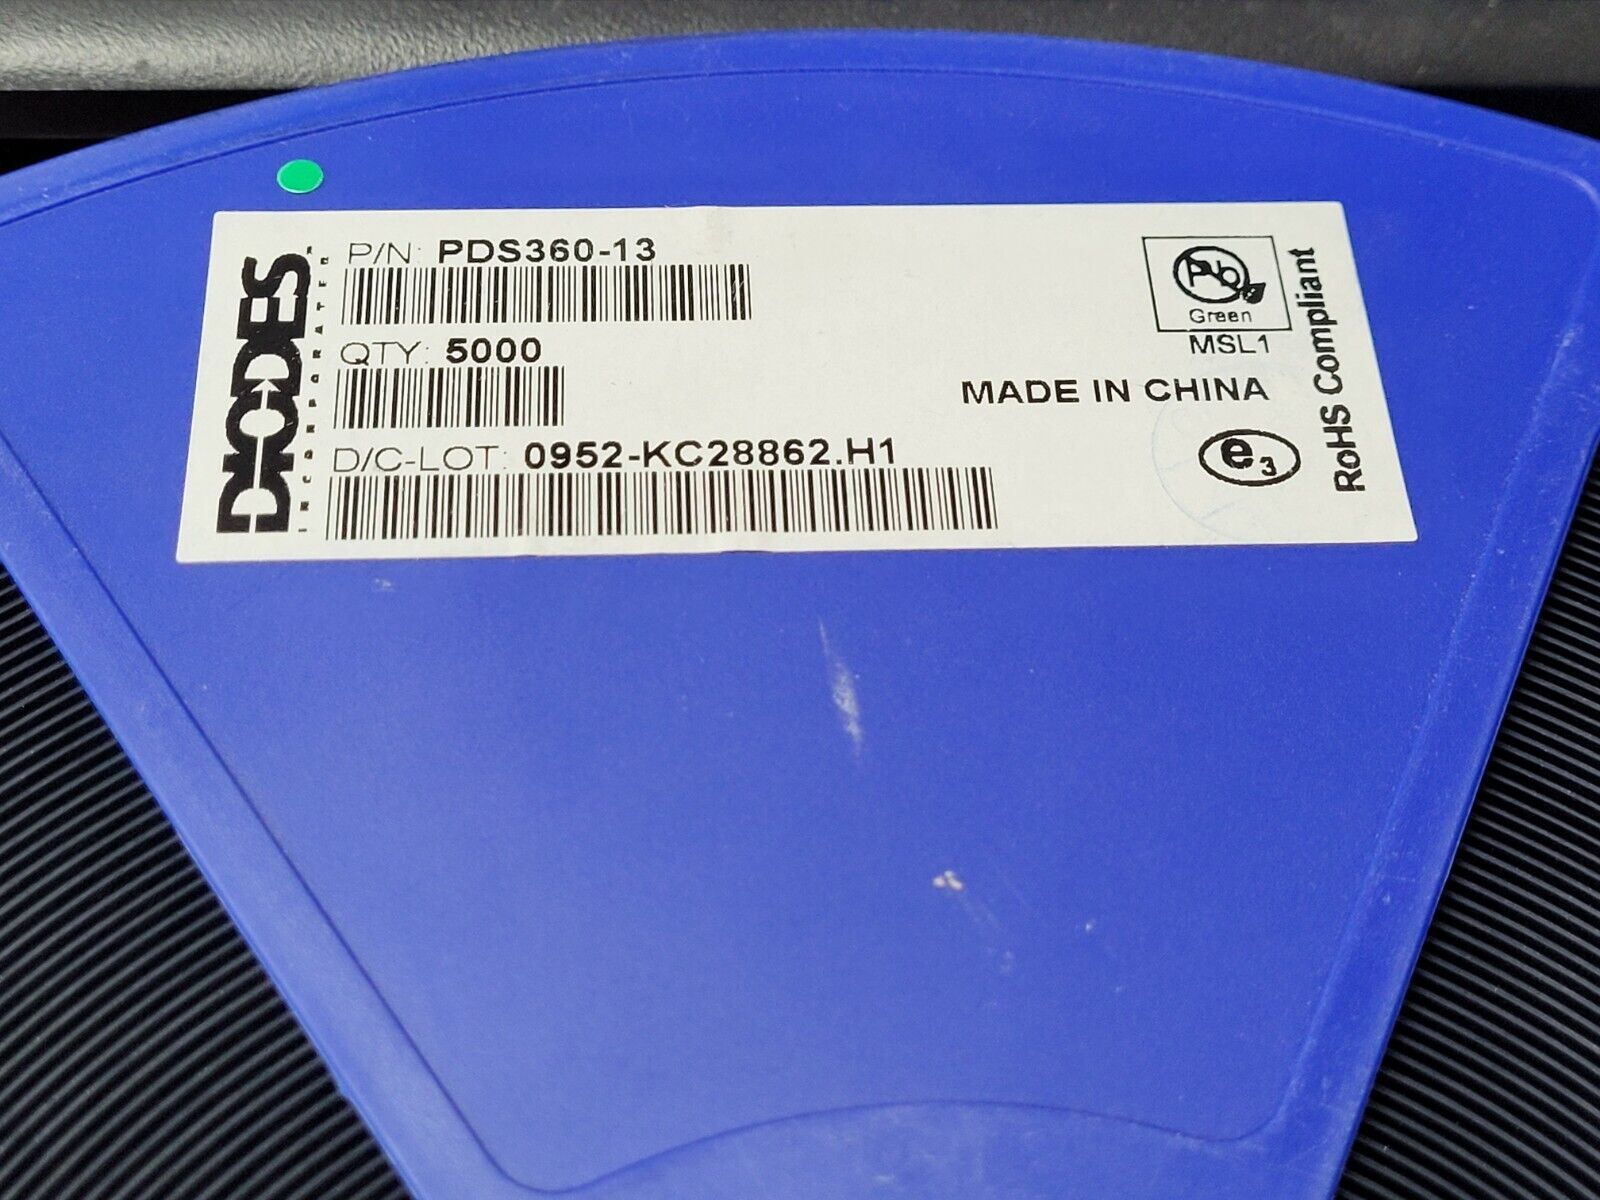 DIODES
INCORPORATED
P/N: PDS360-13
QTY: 5000
D/C-LOT: 0952-KC28862.H1
Pb
Green
MSL1
MADE IN CHINA
e3
RoHS Compliant